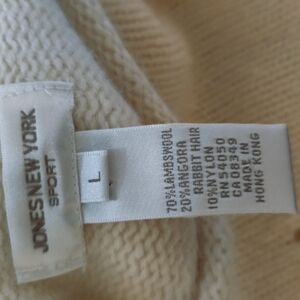 JONES NEW YORK
SPORT
L
70% LAMBSWOOL
20% ANGORA
RABBIT HAIR
10% NYLON
RN 54050
CA 08349
MADE IN
HONG KONG